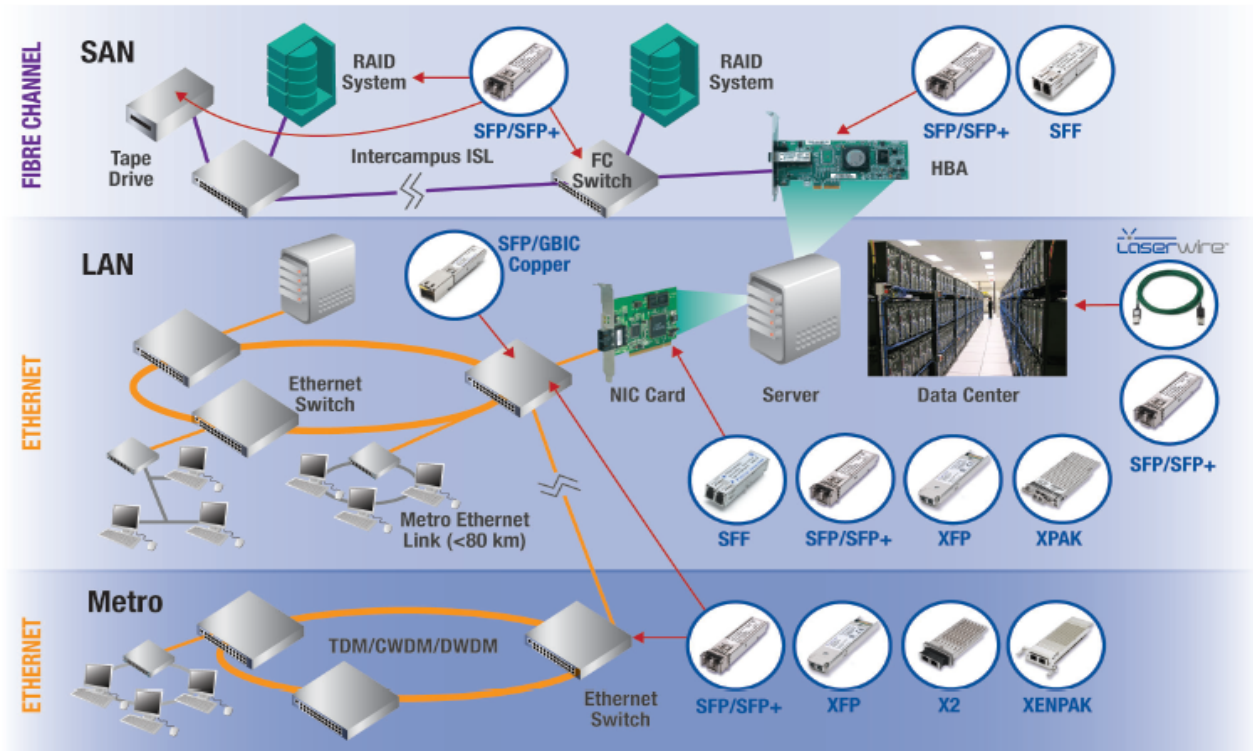 FIBRE CHANNEL
SAN
RAID
System
SFP/SFP+
RAID
System
SFP/SFP+
SFF
Tape
Drive
Intercampus ISL
FC
Switch
HBA
ETHERNET
LAN
SFP/GBIC
Copper
Laserwire
Ethernet
Switch
NIC Card
Server
Data Center
SFP/SFP+
Metro Ethernet
Link (<80 km)
SFF
SFP/SFP+
XFP
XPAK
ETHERNET
Metro
TDM/CWDM/DWDM
Ethernet
Switch
SFP/SFP+
XFP
X2
XENPAK